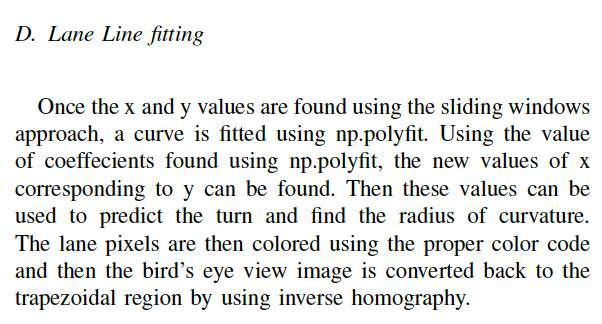 D. Lane Line fitting
Once the x and y values are found using the sliding windows
approach, a curve is fitted using np.polyfit. Using the value
of coeffecients found using np.polyfit, the new values of x
corresponding to y can be found. Then these values can be
used to predict the turn and find the radius of curvature.
The lane pixels are then colored using the proper color code
and then the bird's eye view image is converted back to the
trapezoidal region by using inverse homography.